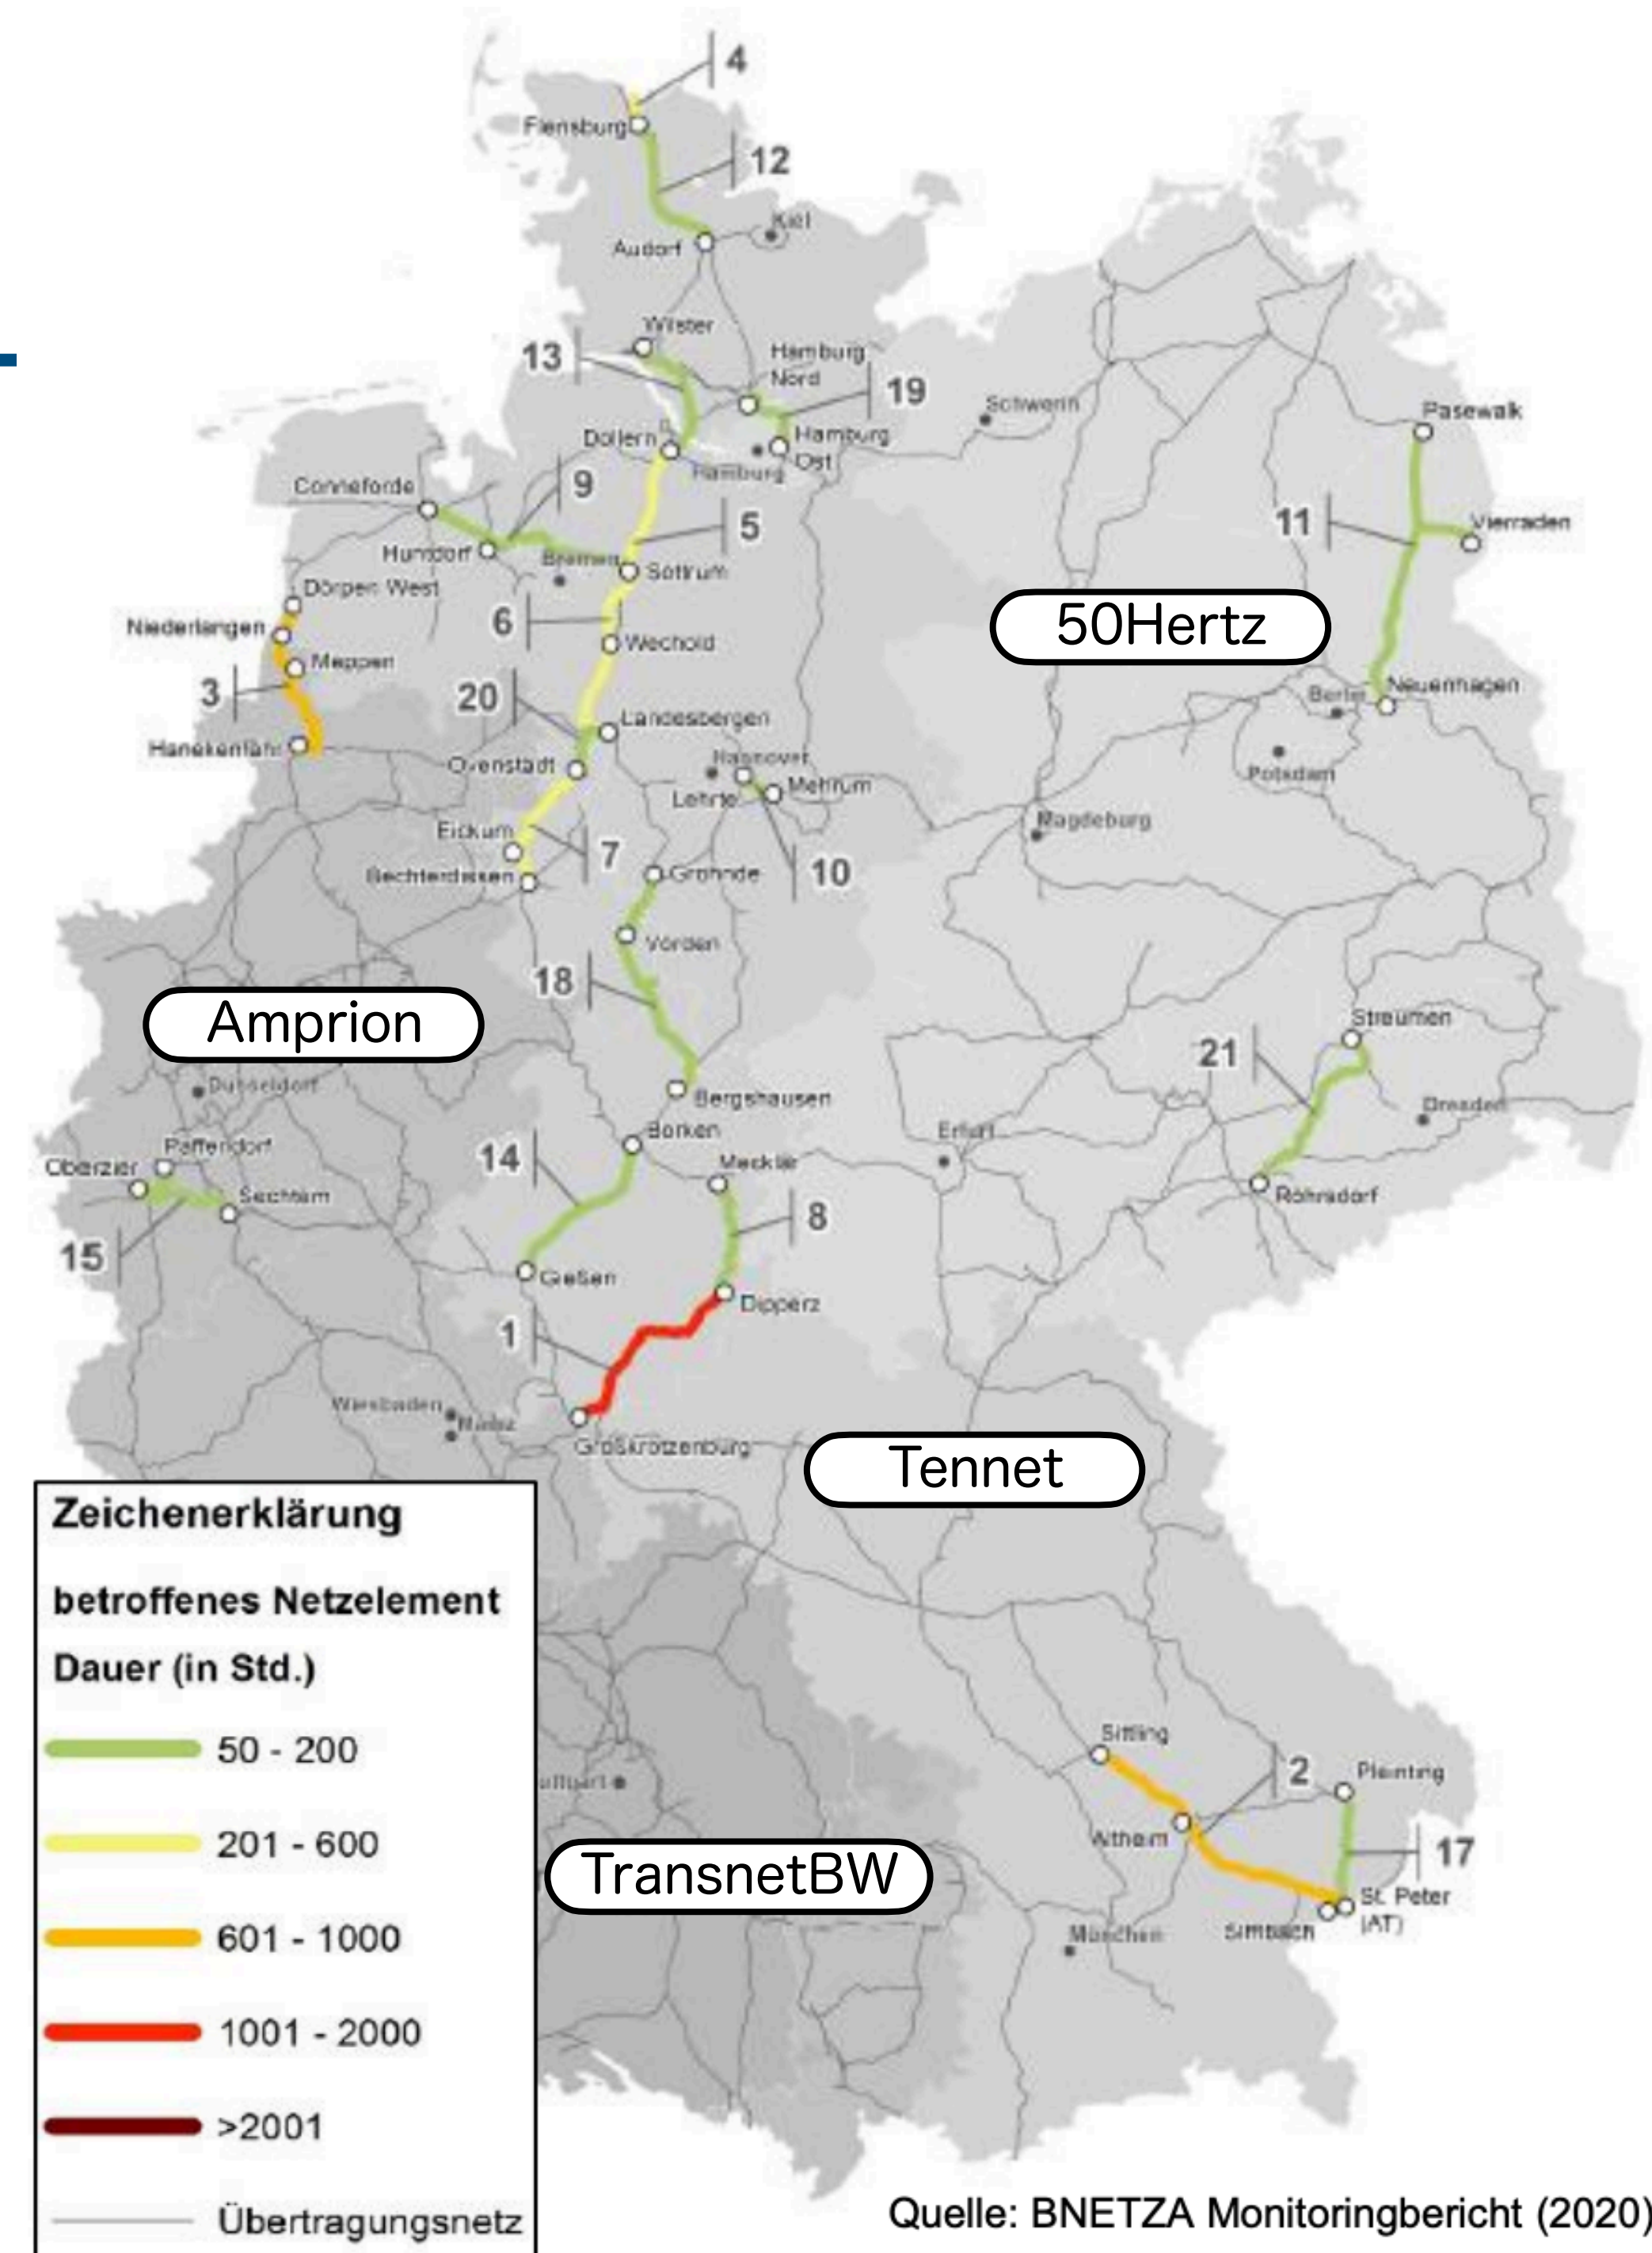 4
Flensburg
12
Kiel
Audorf
Wilster
13
Hamburg
Nord
19
Schwerin
Pasewalk
Dollern
Hamburg
Ost
Hamburg
Conneforde
9
5
11
Vierraden
Huntdorf
Bremen
Sottrum
Dörpen West
50Hertz
Niederlangen
6
Wechold
Meppen
3
20
Berlin
Neuenhagen
Landesbergen
Hanekenfähr
Ovenstädt
Hannover
Potsdam
Lehrte
Mehrum
Eickum
Magdeburg
7
10
Bechterdissen
Grohnde
Vörden
18
Amprion
Streumen
21
Düsseldorf
Bergshausen
Dresden
Paffendorf
Borken
Erfurt
Oberzier
14
Mecklar
Sechtem
Röhrsdorf
15
8
Gießen
Dipperz
1
Wiesbaden
Mainz
Großkrotzenburg
Tennet
Zeichenerklärung
betroffenes Netzelement
Dauer (in Std.)
50 - 200
201 - 600
601 - 1000
1001 - 2000
>2001
Übertragungsnetz
Sittling
2
Pleinting
Altheim
17
TransnetBW
St. Peter
(AT)
Simbach
München
Quelle: BNETZA Monitoringbericht (2020)